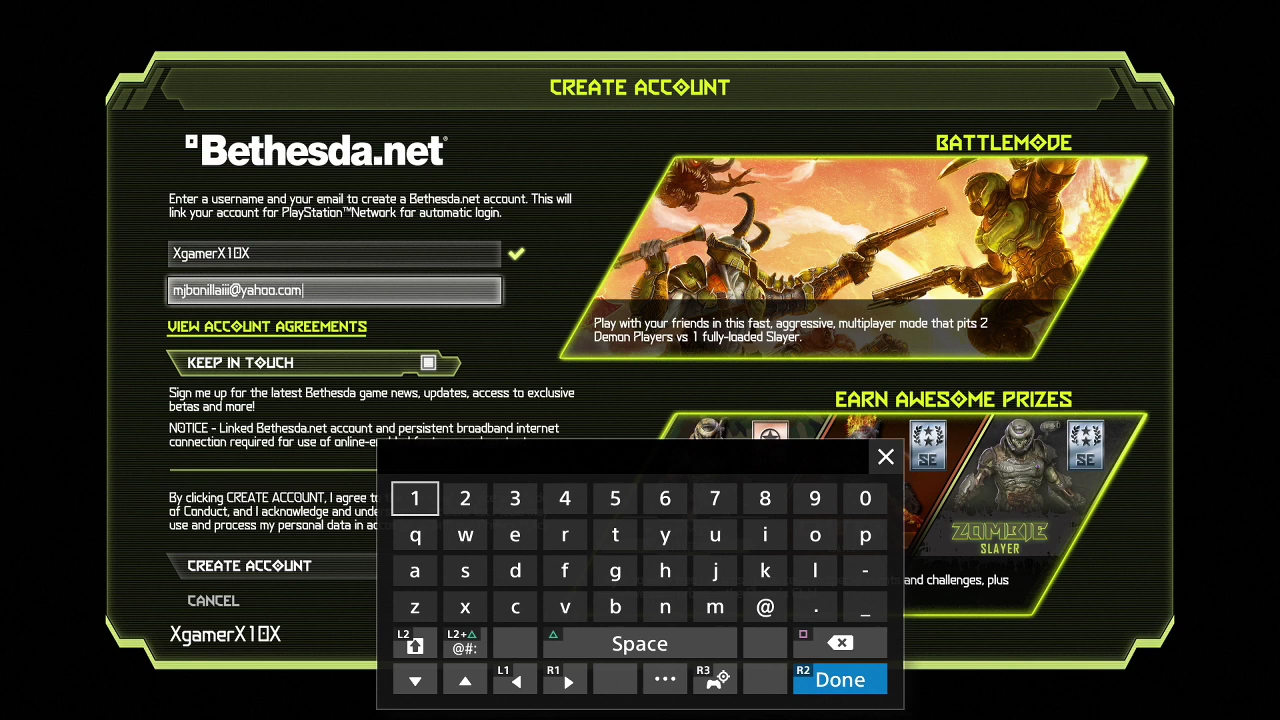 CREATE ACCOUNT
Bethesda.net
Enter a username and your email to create a Bethesda.net account. This will
link your account for PlayStation™Network for automatic login.
XgamerX10X
mjbonillaiii@yahoo.com
VIEW ACCOUNT AGREEMENTS
KEEP IN TOUCH
Sign me up for the latest Bethesda game news, updates, access to exclusive
betas and more!
NOTICE - Linked Bethesda.net account and persistent broadband internet
connection required for use of
By clicking CREATE ACCOUNT, I agree
of Conduct, and I acknowledge and
use and process my personal data in
CREATE ACCOUNT
CANCEL
XgamerX10X
BATTLEMODE
Play with your friends in this fast, aggressive, multiplayer mode that pits 2
Demon Players vs 1 fully-loaded Slayer.
EARN AWESOME PRIZES
SE
SE
ZOMBIE
SLAYER
and challenges, plus
1 2 3 4 5 6 7 8 9 0
q w e r t y u i o p
a s d f g h j k l -
z x c v b n m @ . _
L2 L2+△ @#: △ Space □
L1 R1 ... R3 R2 Done